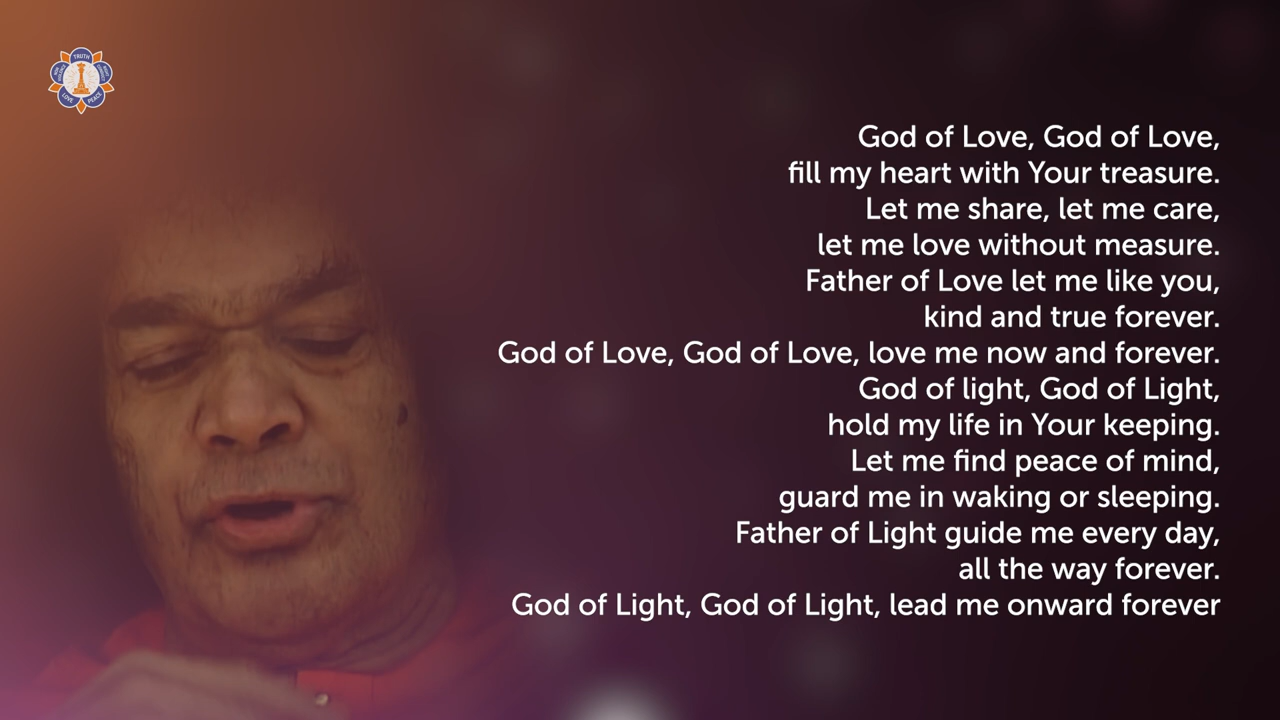 TRUTH
LOVE
PEACE
God of Love, God of Love,
fill my heart with Your treasure.
Let me share, let me care,
let me love without measure.
Father of Love let me like you,
kind and true forever.
God of Love, God of Love, love me now and forever.
God of light, God of Light,
hold my life in Your keeping.
Let me find peace of mind,
guard me in waking or sleeping.
Father of Light guide me every day,
all the way forever.
God of Light, God of Light, lead me onward forever